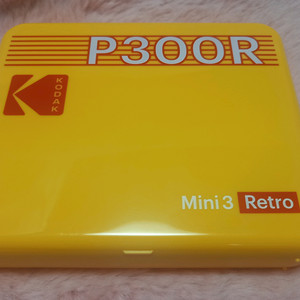 P300R
KODAK
Mini 3 Retro